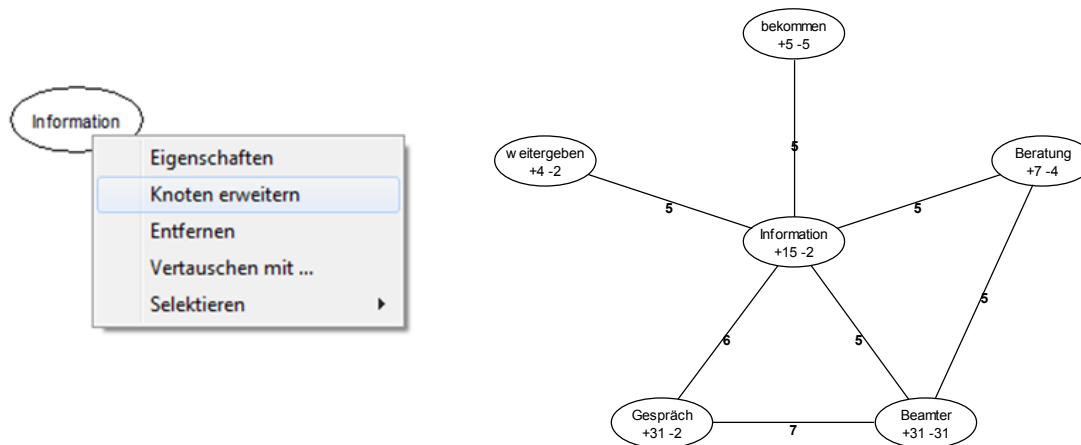 Information
Eigenschaften
Knoten erweitern
Entfernen
Vertauschen mit ...
Selektieren
bekommen
+5 -5
5
weitergeben
+4 -2
5
Beratung
+7 -4
5
Information
+15 -2
5
6
5
Gespräch
+31 -2
7
Beamter
+31 -31